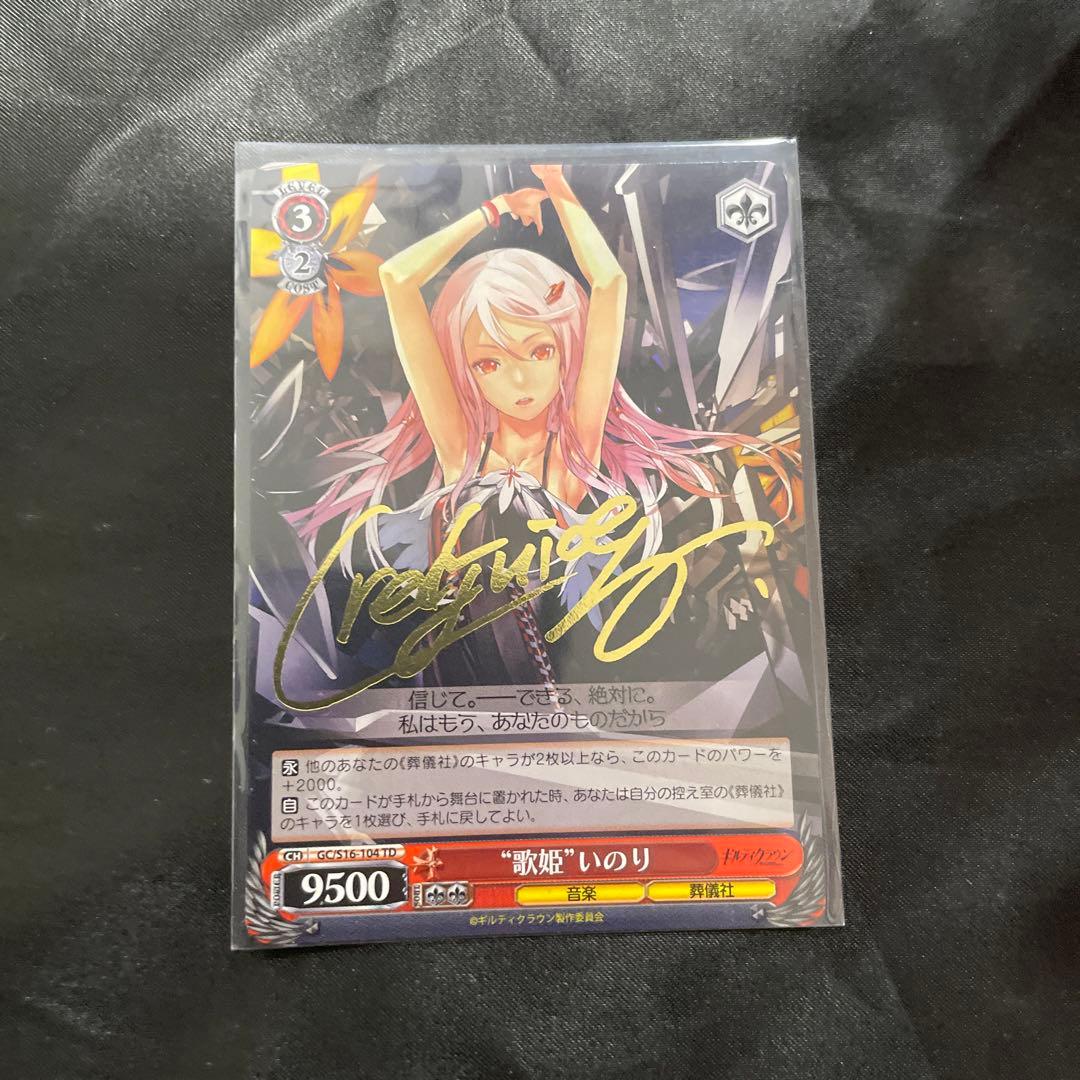 LEVEL
3
2
COST
信じて。――できる、絶対に。
私はもう、あなたのものだから
永 他のあなたの《葬儀社》のキャラが2枚以上なら、このカードのパワーを
+2000。
自 このカードが手札から舞台に置かれた時、あなたは自分の控え室の《葬儀社》
のキャラを1枚選び、手札に戻してよい。
CH GC/S16-104 TD
“歌姫”いのり
ギルティクラウン
POWER
9500
SOUL
音楽
葬儀社
©ギルティクラウン製作委員会